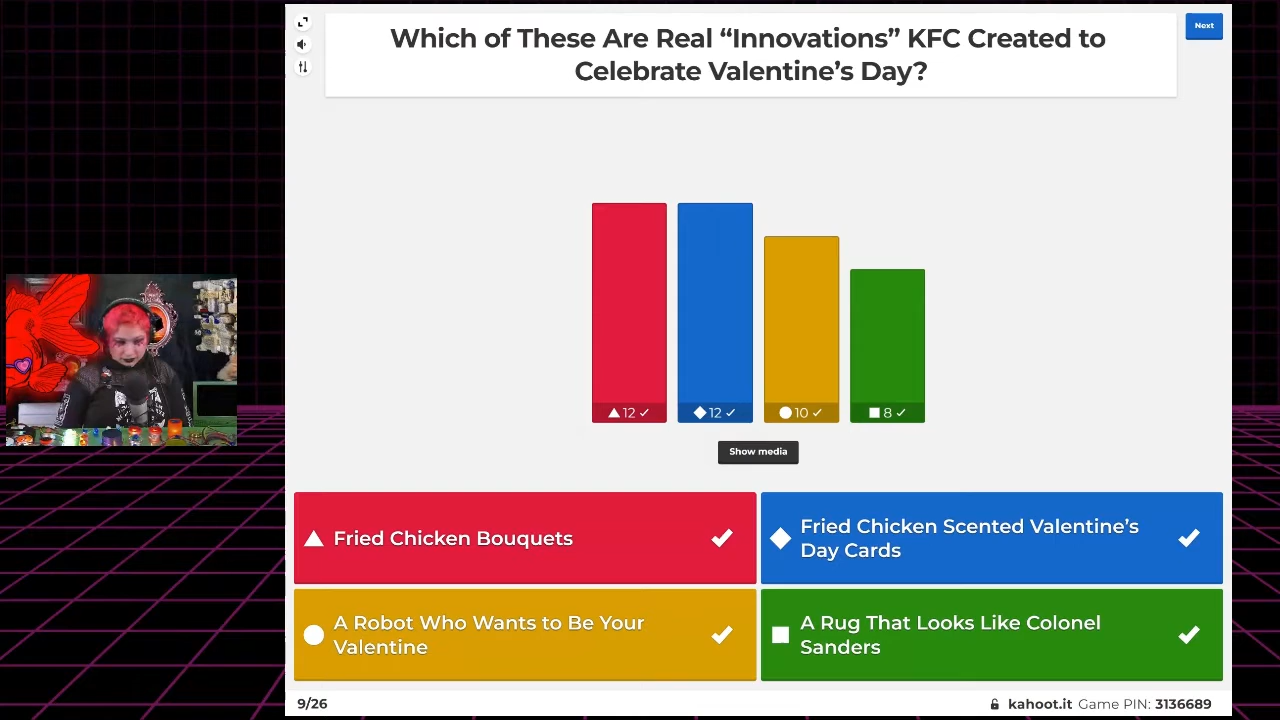 Which of These Are Real “Innovations” KFC Created to
Celebrate Valentine’s Day?
Next
12
12
10
8
Show media
Fried Chicken Bouquets
Fried Chicken Scented Valentine’s
Day Cards
A Robot Who Wants to Be Your
Valentine
A Rug That Looks Like Colonel
Sanders
9/26
kahoot.it Game PIN: 3136689